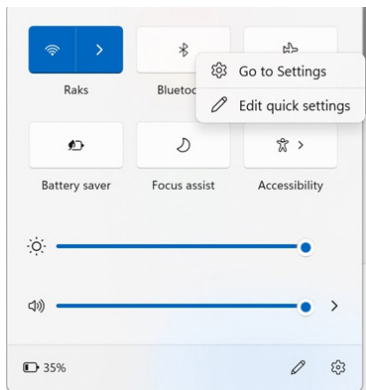 Go to Settings
Raks
Edit quick settings
Battery saver
Focus assist
Accessibility
35%